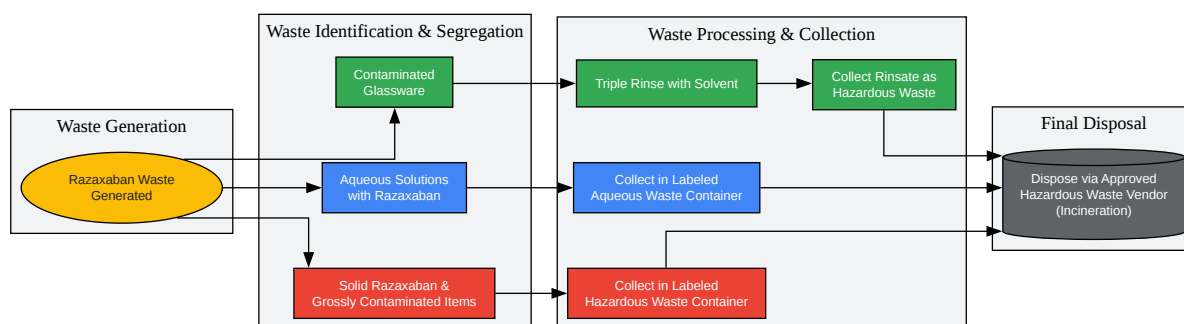 Waste Generation
Razaxaban Waste
Generated
Waste Identification & Segregation
Contaminated
Glassware
Aqueous Solutions
with Razaxaban
Solid Razaxaban &
Grossly Contaminated Items
Waste Processing & Collection
Triple Rinse with Solvent
Collect Rinsate as
Hazardous Waste
Collect in Labeled
Aqueous Waste Container
Collect in Labeled
Hazardous Waste Container
Final Disposal
Dispose via Approved
Hazardous Waste Vendor
(Incineration)